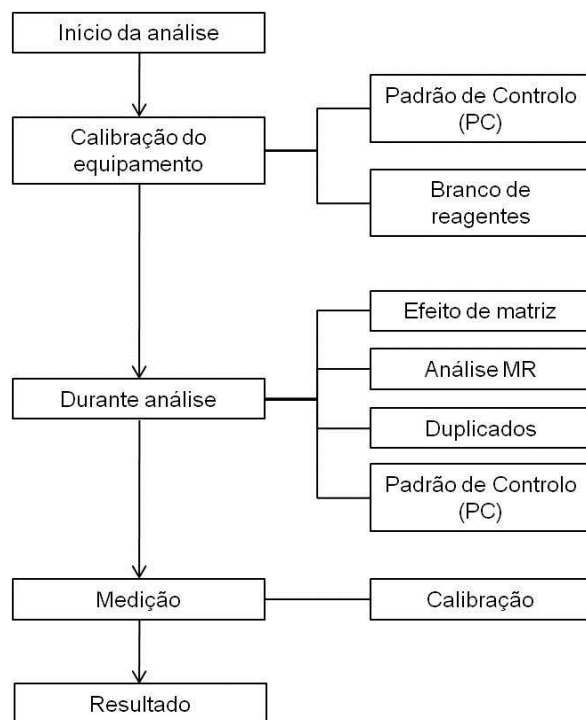 Início da análise
Calibração do
equipamento
Padrão de Controlo
(PC)
Branco de
reagentes
Durante análise
Efeito de matriz
Análise MR
Duplicados
Padrão de Controlo
(PC)
Medição
Calibração
Resultado